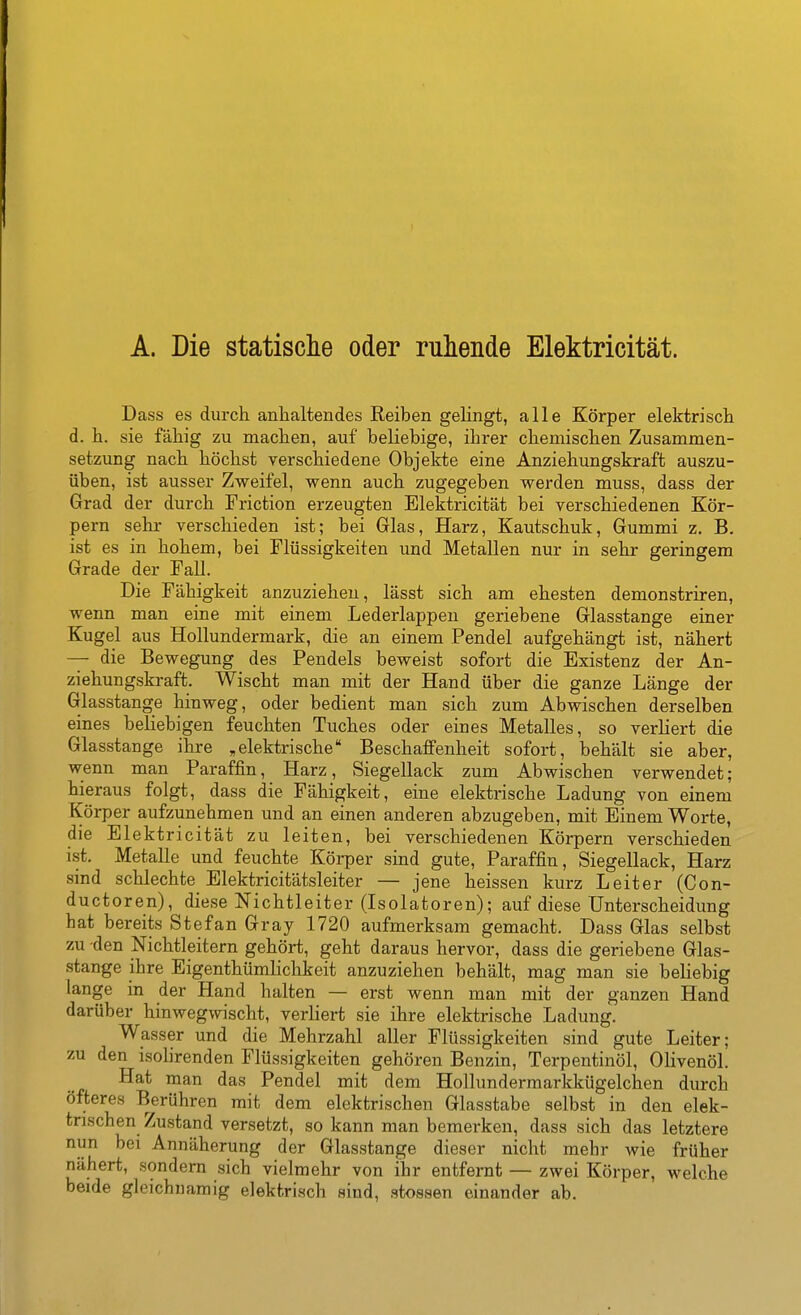 A. Die statische oder ruhende Elektricität.
Dass es durch anhaltendes Reiben gelingt, alle Körper elektrisch
d. h. sie fähig zu machen, auf beliebige, ihrer chemischen Zusammen-
setzung nach höchst verschiedene Objekte eine Anziehungskraft auszu-
üben, ist ausser Zweifel, wenn auch zugegeben werden muss, dass der
Grad der durch Friction erzeugten Elektricität bei verschiedenen Kör-
pern sehr verschieden ist; bei Glas, Harz, Kautschuk, Gummi z. B.
ist es in hohem, bei Flüssigkeiten und Metallen nur in sehr geringem
Grade der Fall.
Die Fähigkeit anzuziehen, lässt sich am ehesten demonstriren,
wenn man eine mit einem Lederlappen geriebene Glasstange einer
Kugel aus Hollundermark, die an einem Pendel aufgehängt ist, nähert
— die Bewegung des Pendels beweist sofort die Existenz der An-
ziehungskraft. Wischt man mit der Hand über die ganze Länge der
Glasstange hinweg, oder bedient man sich zum Abwischen derselben
eines beliebigen feuchten Tuches oder eines Metalles, so verliert die
Glasstange ihre „elektrische“ Beschaffenheit sofort, behält sie aber,
wenn man Paraffin, Harz, Siegellack zum Abwischen verwendet;
hieraus folgt, dass die Fähigkeit, eine elektrische Ladung von einem
Körper aufzunehmen und an einen anderen abzugeben, mit Einem Worte,
die Elektricität zu leiten, bei verschiedenen Körpern verschieden
ist. Metalle und feuchte Körper sind gute, Paraffin, Siegellack, Harz
sind schlechte Elektricitätsleiter — jene heissen kurz Leiter (Con-
ductoren), diese Nichtleiter (Isolatoren); auf diese Unterscheidung
hat bereits Stefan Gray 1720 aufmerksam gemacht. Dass Glas selbst
zu den Nichtleitern gehört, geht daraus hervor, dass die geriebene Glas-
stange ihre Eigenthümlichkeit anzuziehen behält, mag man sie beliebig
lange in der Hand halten — erst wenn man mit der ganzen Hand
darüber hinwegwischt, verliert sie ihre elektrische Ladung.
Wasser und die Mehrzahl aller Flüssigkeiten sind gute Leiter;
zu den isolirenden Flüssigkeiten gehören Benzin, Terpentinöl, Olivenöl.
Hat man das Pendel mit dem Hollundermarkkügelchen durch
öfteres Berühren mit dem elektrischen Glasstabe selbst in den elek-
trischen Zustand versetzt, so kann man bemerken, dass sich das letztere
nun bei Annäherung der Glasstange dieser nicht mehr wie früher
nähert, sondern sich vielmehr von ihr entfernt — zwei Körper, welche
beide gleichnamig elektrisch sind, stossen einander ab.